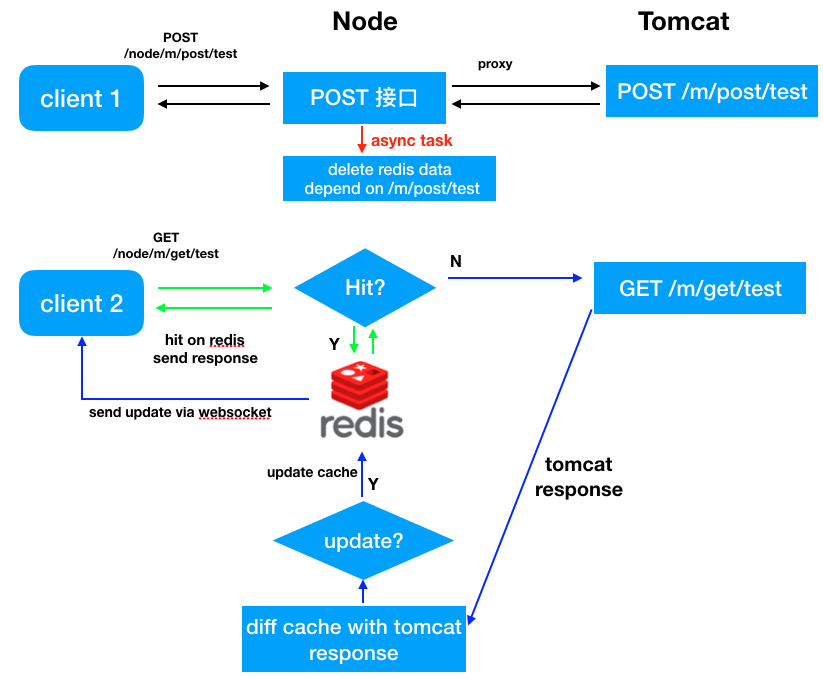 Node
Tomcat
POST
/node/m/post/test
proxy
client 1
POST 接口
POST /m/post/test
async task
delete redis data
depend on /m/post/test
GET
/node/m/get/test
N
client 2
Hit?
GET /m/get/test
hit on redis
send response
Y
send update via websocket
redis
update cache
Y
tomcat
response
update?
diff cache with tomcat
response